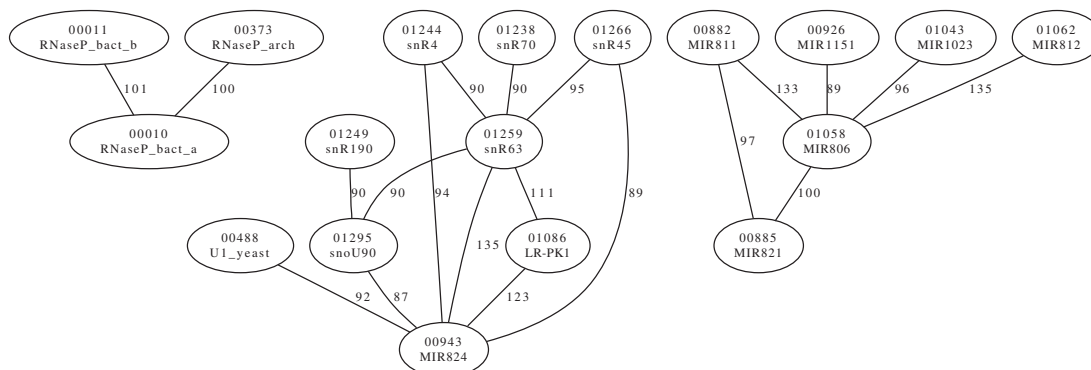 00011
RNaseP_bact_b
00373
RNaseP_arch
01244
snR4
01238
snR70
01266
snR45
00882
MIR811
00926
MIR1151
01043
MIR1023
01062
MIR812
101
100
90
90
95
133
89
96
135
00010
RNaseP_bact_a
01249
snR190
01259
snR63
01058
MIR806
97
90
90
94
111
89
100
00488
U1_yeast
01295
snoU90
135
01086
LR-PK1
00885
MIR821
92
87
123
00943
MIR824